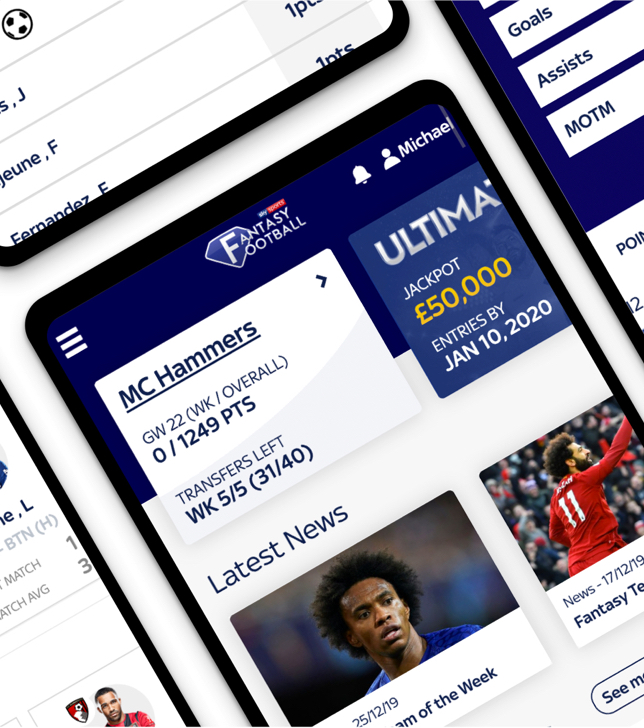 1pts
1pts
s , J
jeune , F
Fernandez , F
Goals
Assists
MOTM
Michael
sky sports
FANTASY
FOOTBALL
MC Hammers
GW 22 (WK / OVERALL)
0 / 1249 PTS
TRANSFERS LEFT
WK 5/5 (31/40)
ULTIMA
JACKPOT
£50,000
ENTRIES BY
JAN 10, 2020
POIN
12
ne , L
- BTN (H)
T MATCH
1
ATCH AVG
3
Latest News
25/12/19
am of the Week
11
News - 17/12/19
Fantasy Te
See mo